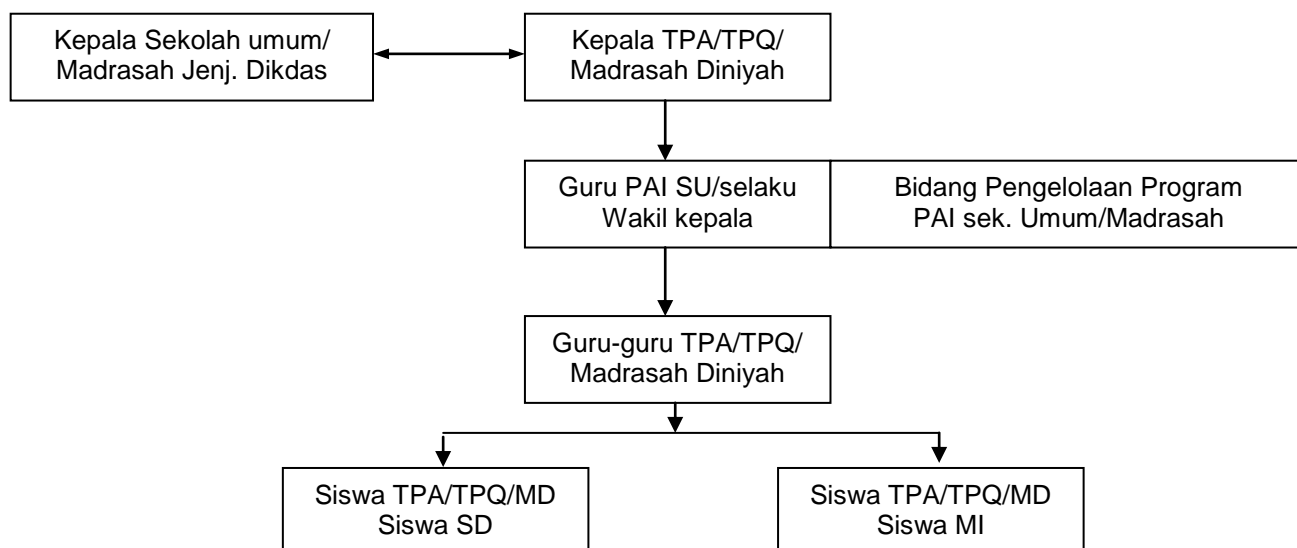 Kepala Sekolah umum/
Madrasah Jenj. Dikdas
Kepala TPA/TPQ/
Madrasah Diniyah
Guru PAI SU/selaku
Wakil kepala
Bidang Pengelolaan Program
PAI sek. Umum/Madrasah
Guru-guru TPA/TPQ/
Madrasah Diniyah
Siswa TPA/TPQ/MD
Siswa SD
Siswa TPA/TPQ/MD
Siswa MI